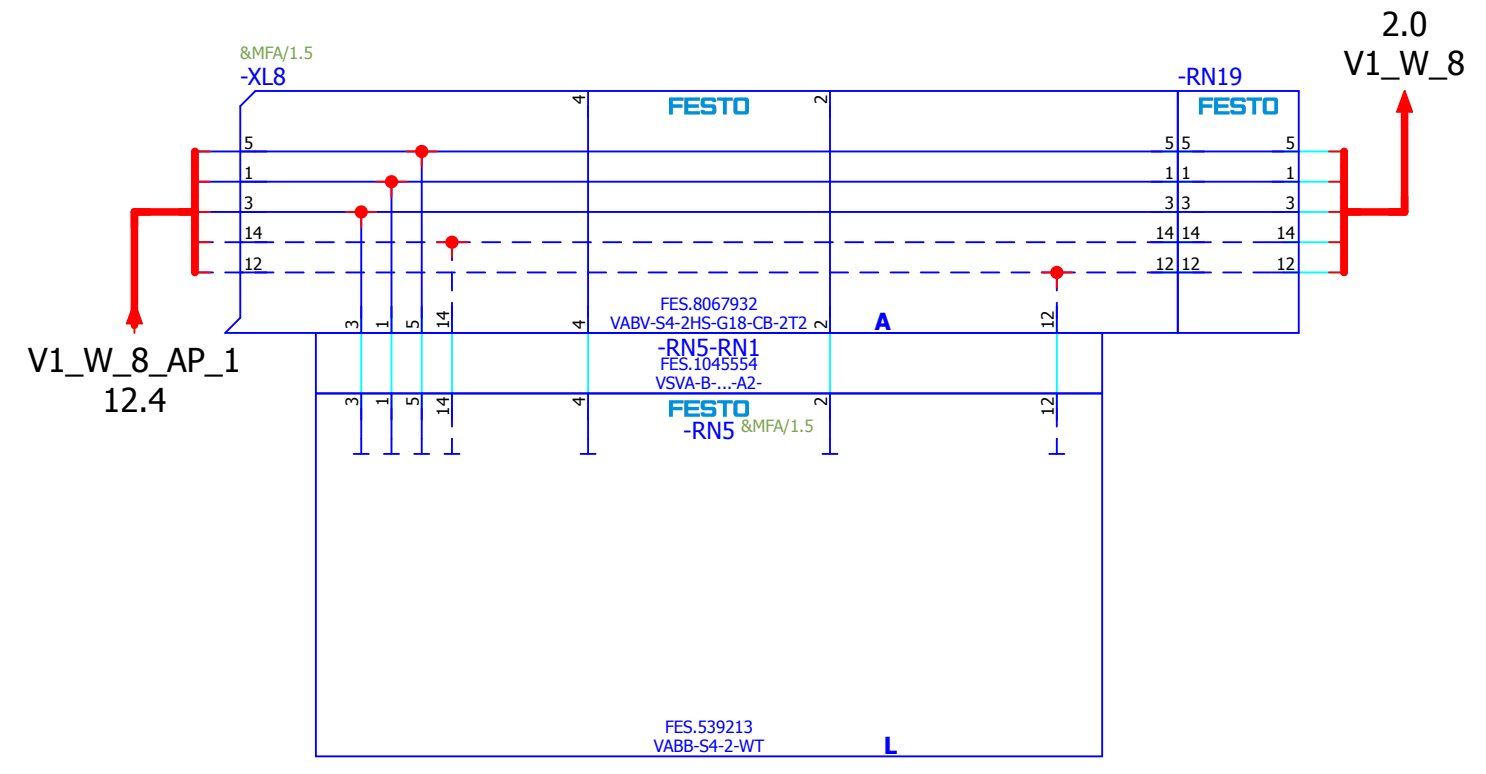 2.0
V1_W_8
&MFA/1.5
-XL8
-RN19
4
FESTO
2
FESTO
5
5 5
5
1
1 1
1
3
3 3
3
14
14 14
14
12
12 12
12
FES.8067932
VABV-S4-2HS-G18-CB-2T2
A
3
1
5
14
4
2
12
V1_W_8_AP_1
12.4
-RN5-RN1
FES.1045554
VSVA-B-...-A2-
3
1
5
14
4
FESTO
2
12
-RN5
&MFA/1.5
FES.539213
VABB-S4-2-WT
L